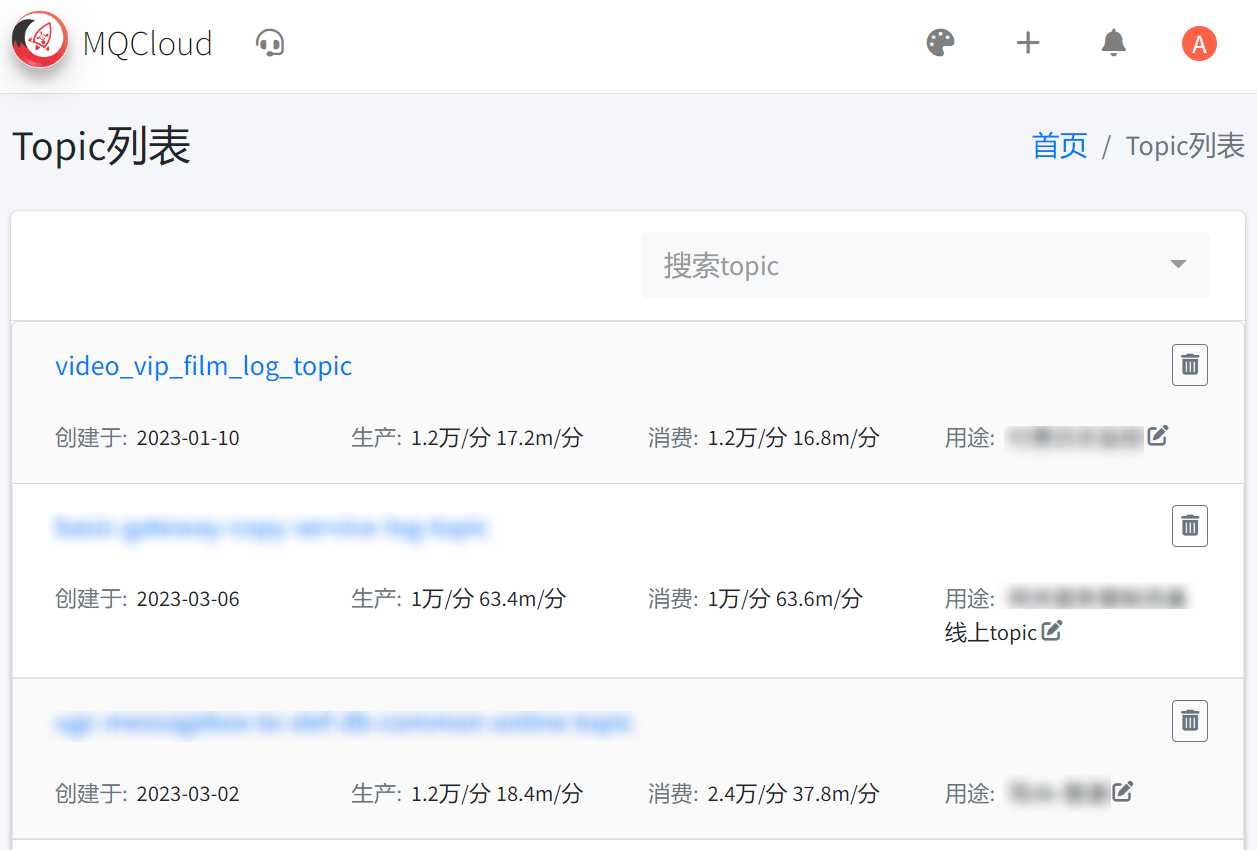 MQCloud
A
Topic列表
首页 / Topic列表
搜索topic
video_vip_film_log_topic
创建于: 2023-01-10 生产: 1.2万/分 17.2m/分 消费: 1.2万/分 16.8m/分 用途:
创建于: 2023-03-06 生产: 1万/分 63.4m/分 消费: 1万/分 63.6m/分 用途:
线上topic
创建于: 2023-03-02 生产: 1.2万/分 18.4m/分 消费: 2.4万/分 37.8m/分 用途: